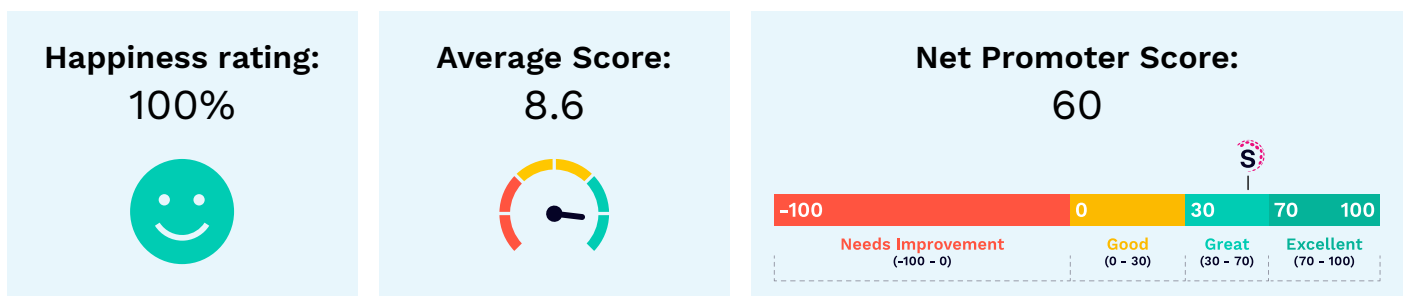 Happiness rating:
100%
Average Score:
8.6
Net Promoter Score:
60
S
-100 0 30 70 100
Needs Improvement Good Great Excellent
(-100 - 0) (0 - 30) (30 - 70) (70 - 100)